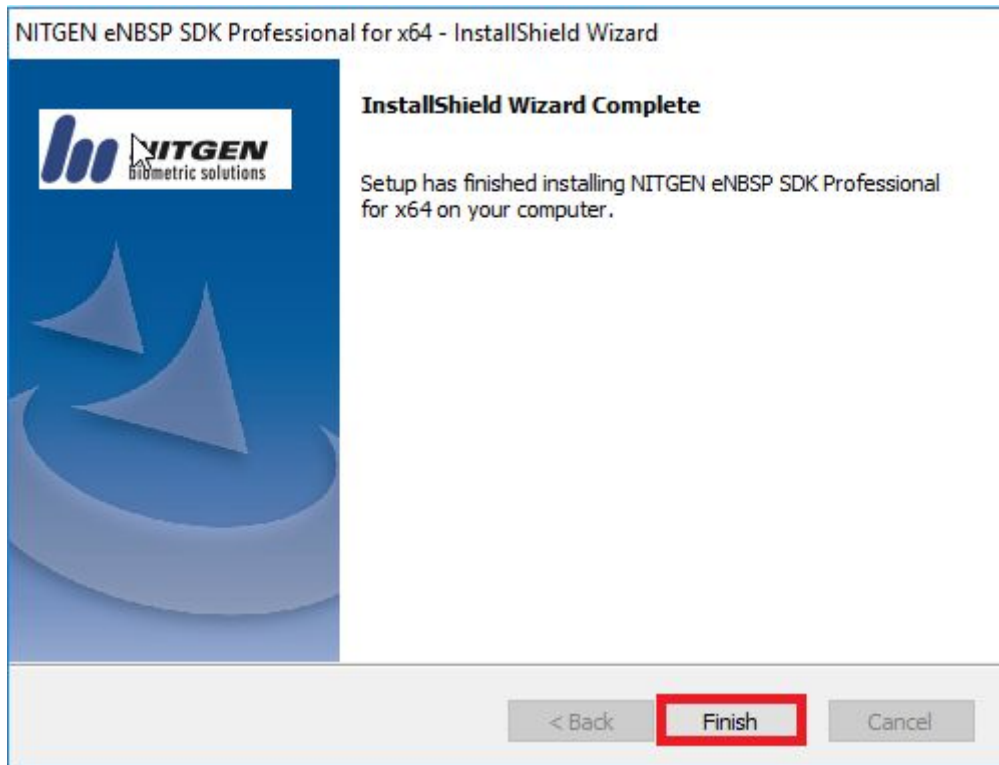 NITGEN eNBSP SDK Professional for x64 - InstallShield Wizard
NITGEN
biometric solutions
InstallShield Wizard Complete
Setup has finished installing NITGEN eNBSP SDK Professional
for x64 on your computer.
< Back
Finish
Cancel